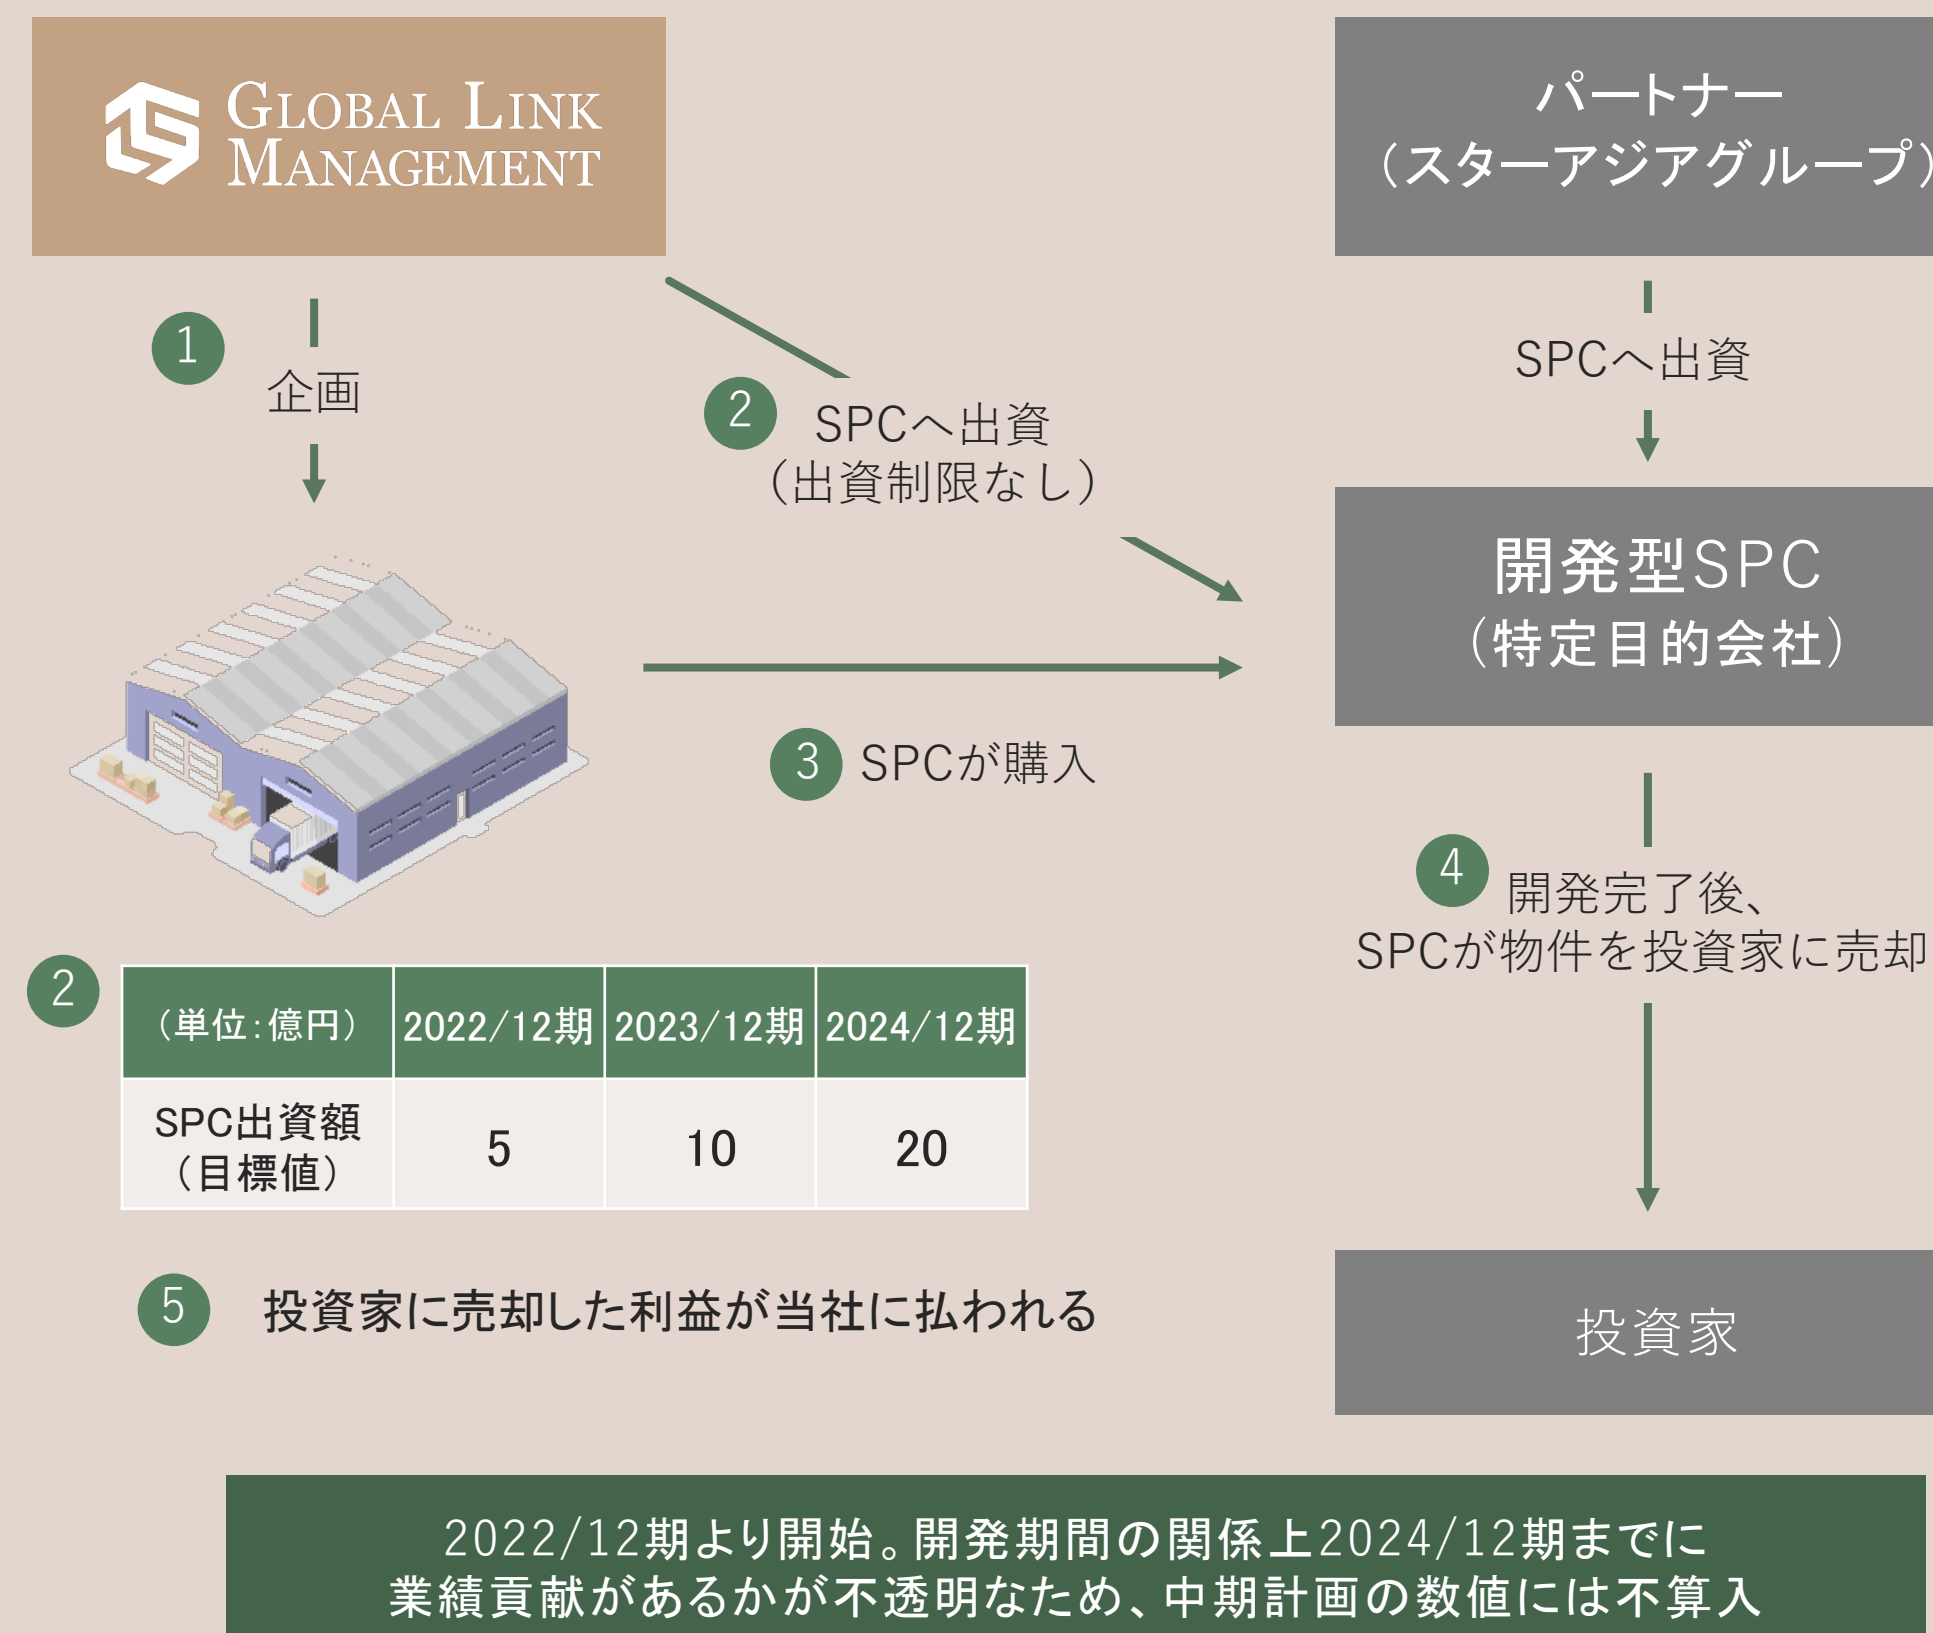 GLOBAL LINK
MANAGEMENT
パートナー
（スターアジアグループ）
1
企画
2
SPCへ出資
（出資制限なし）
SPCへ出資
開発型SPC
（特定目的会社）
3
SPCが購入
4
開発完了後、
SPCが物件を投資家に売却
2
（単位：億円） 2022/12期 2023/12期 2024/12期
SPC出資額
（目標値） 5 10 20
5
投資家に売却した利益が当社に払われる
投資家
2022/12期より開始。開発期間の関係上2024/12期までに
業績貢献があるかが不透明なため、中期計画の数値には不算入